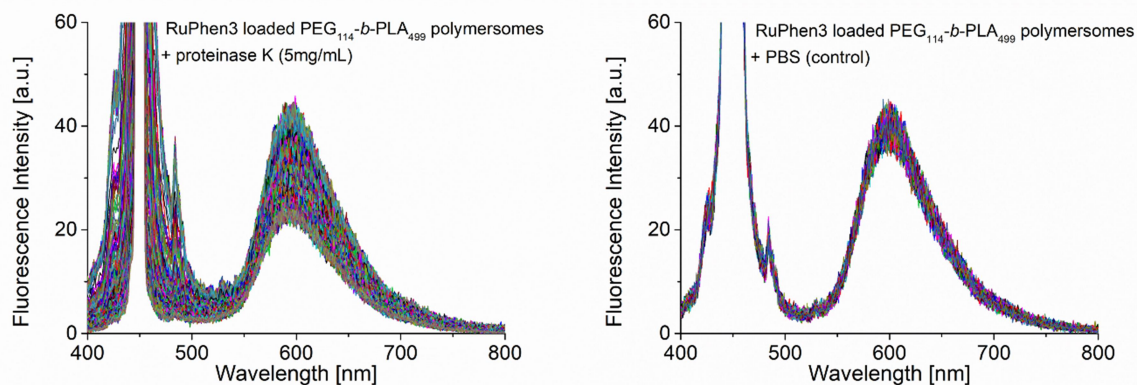 RuPhen3 loaded PEG114-b-PLA499 polymersomes
+ proteinase K (5mg/mL)
Fluorescence Intensity [a.u.]
60
40
20
0
400 500 600 700 800
Wavelength [nm]
RuPhen3 loaded PEG114-b-PLA499 polymersomes
+ PBS (control)
Fluorescence Intensity [a.u.]
60
40
20
0
400 500 600 700 800
Wavelength [nm]